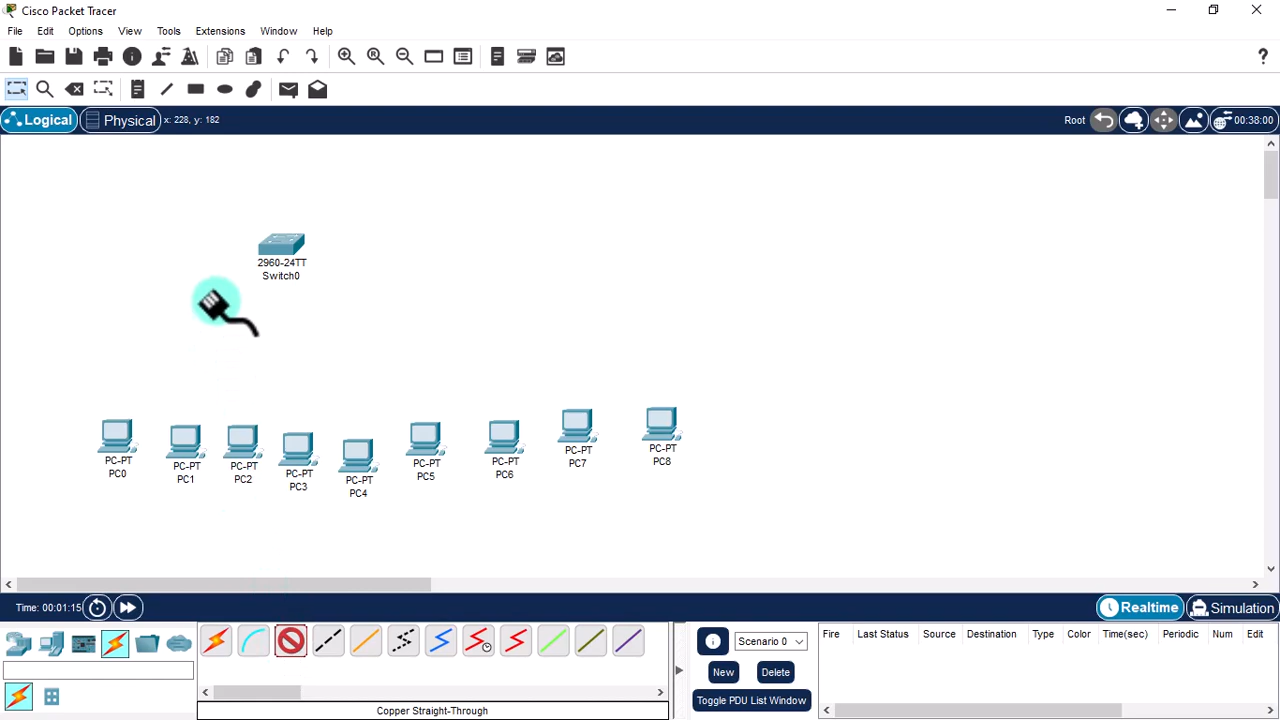 Cisco Packet Tracer
File Edit Options View Tools Extensions Window Help
Logical Physical x: 228, y: 182 Root 00:38:00
2960-24TT
Switch0
PC-PT
PC0
PC-PT
PC1
PC-PT
PC2
PC-PT
PC3
PC-PT
PC4
PC-PT
PC5
PC-PT
PC6
PC-PT
PC7
PC-PT
PC8
Time: 00:01:15 Realtime Simulation
Scenario 0
New Delete
Toggle PDU List Window
Fire Last Status Source Destination Type Color Time(sec) Periodic Num Edit
Copper Straight-Through